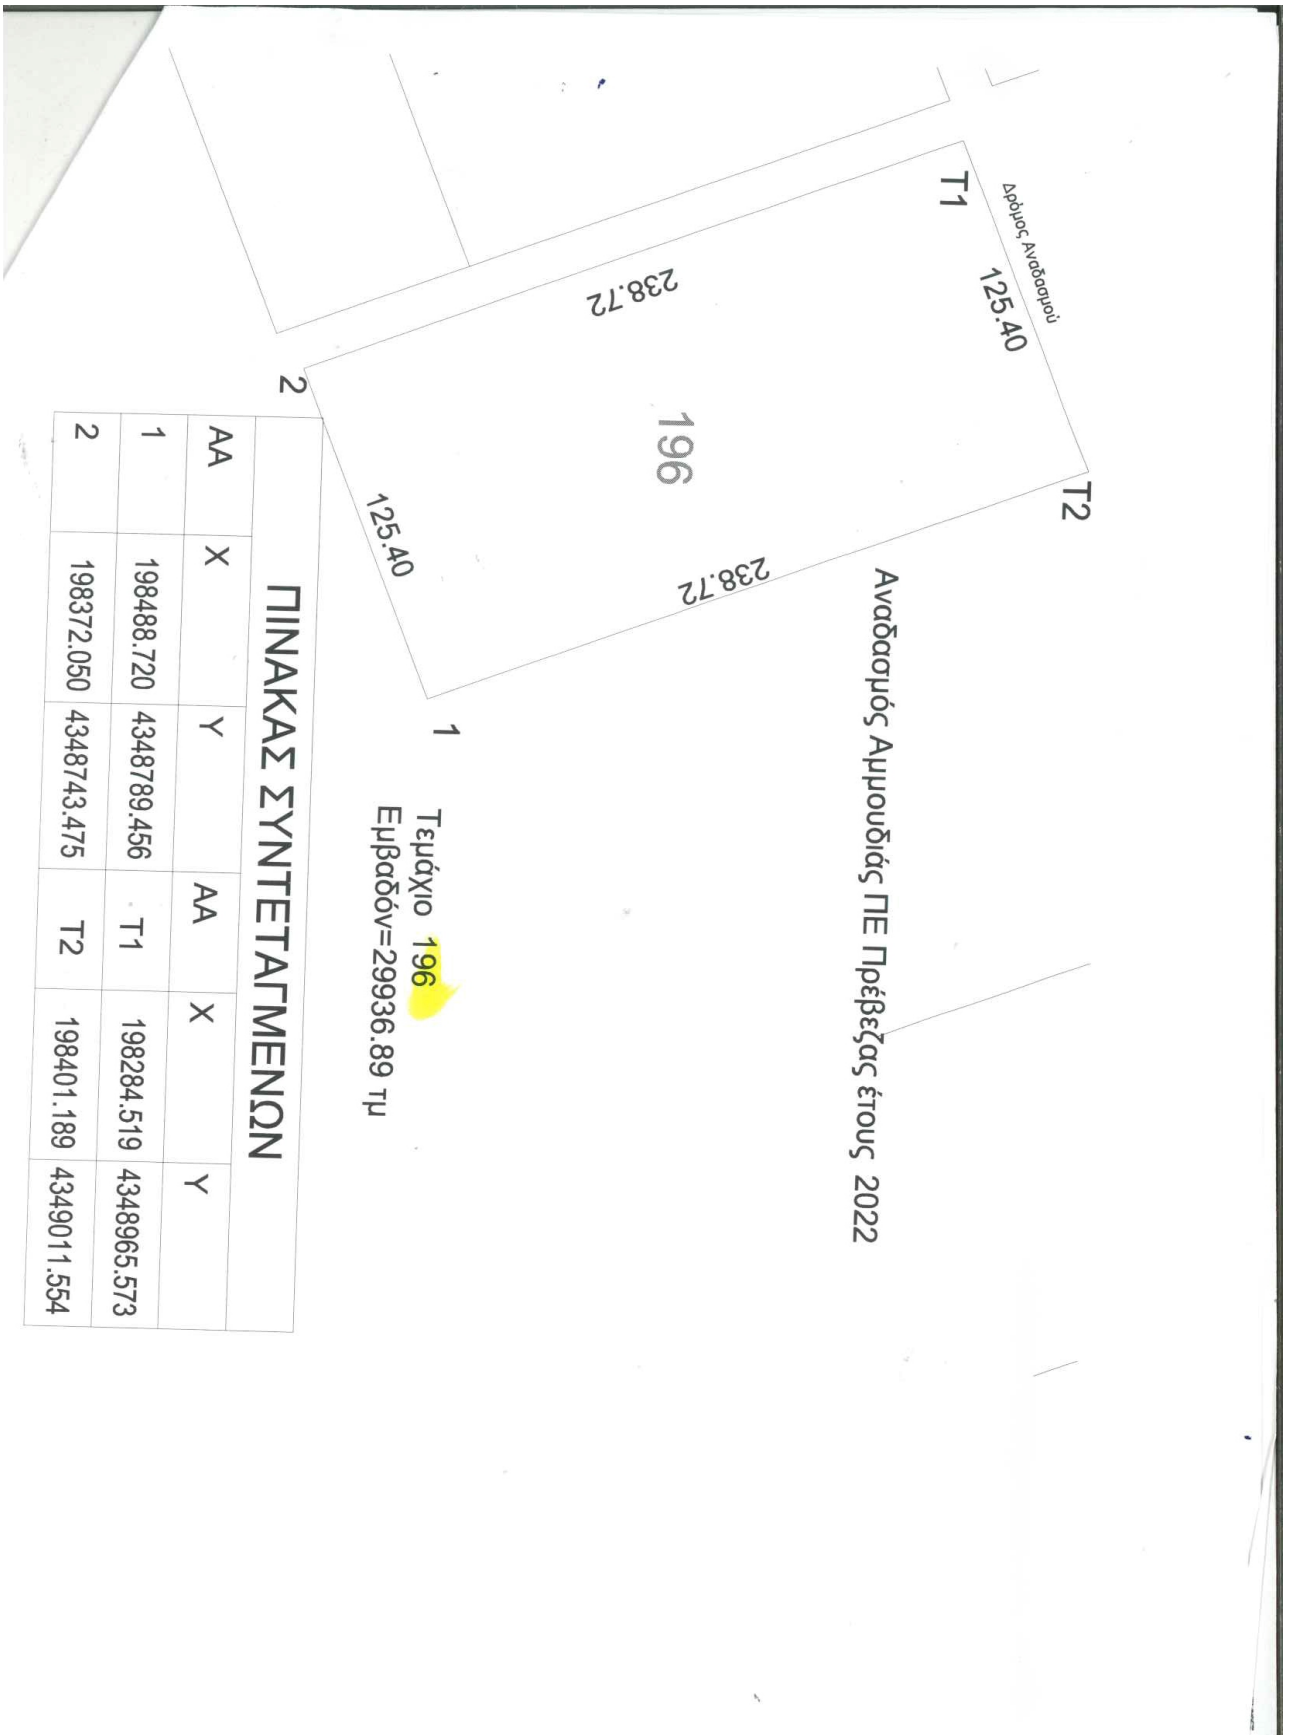 Δρόμος Αναδασμού
T1
125.40
T2
238.72
196
238.72
Αναδασμός Αμμουδιάς ΠΕ Πρέβεζας έτους 2022
2
125.40
1
Τεμάχιο 196
Εμβαδόν=29936.89 τμ
ΠΙΝΑΚΑΣ ΣΥΝΤΕΤΑΓΜΕΝΩΝ
ΑΑ X Y ΑΑ X Y
1 198488.720 4348789.456 T1 198284.519 4348965.573
2 198372.050 4348743.475 T2 198401.189 4349011.554